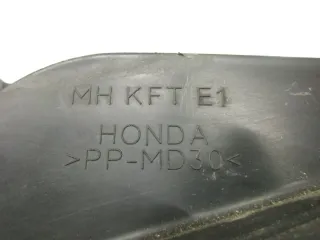 MH KFT E1
HONDA
>PP-MD30<